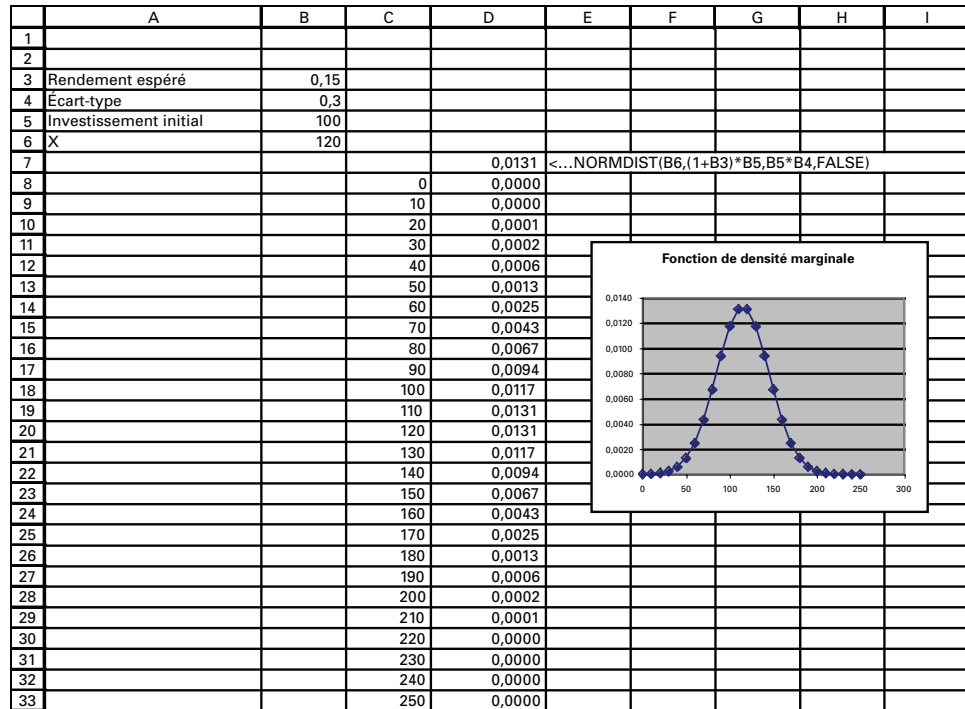 A B C D E F G H I
1
2
3 Rendement espéré 0,15
4 Écart-type 0,3
5 Investissement initial 100
6 X 120
7 0,0131 <...NORMDIST(B6,(1+B3)*B5,B5*B4,FALSE)
8 0 0,0000
9 10 0,0000
10 20 0,0001
11 30 0,0002
12 40 0,0006
13 50 0,0013
14 60 0,0025
15 70 0,0043
16 80 0,0067
17 90 0,0094
18 100 0,0117
19 110 0,0131
20 120 0,0131
21 130 0,0117
22 140 0,0094
23 150 0,0067
24 160 0,0043
25 170 0,0025
26 180 0,0013
27 190 0,0006
28 200 0,0002
29 210 0,0001
30 220 0,0000
31 230 0,0000
32 240 0,0000
33 250 0,0000
Fonction de densité marginale
0,0140
0,0120
0,0100
0,0080
0,0060
0,0040
0,0020
0,0000
0 50 100 150 200 250 300